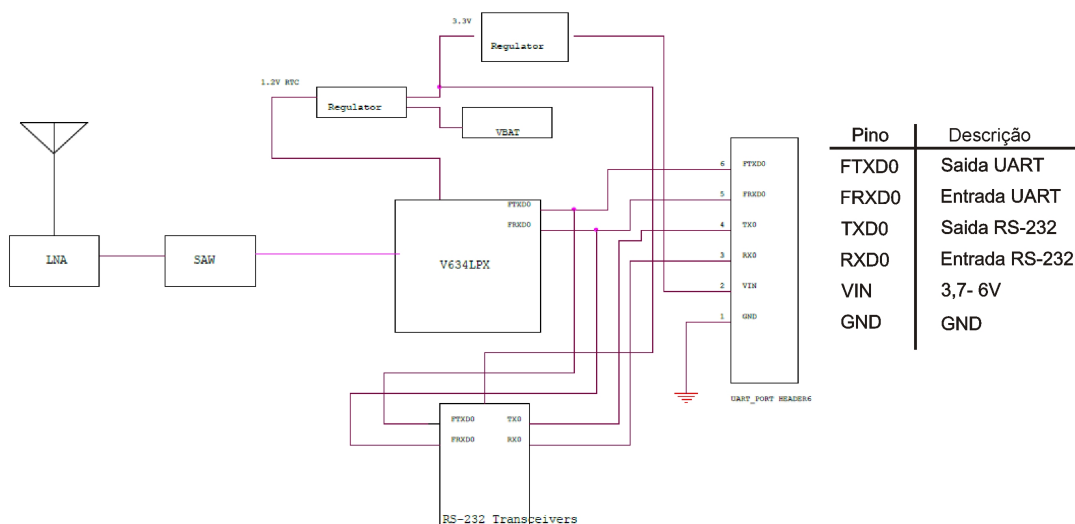 3.3V
Regulator
1.2V RTC
Regulator
VBAT
LNA
SAW
FTXD0
FRXD0
V634LPX
6 FTXD0
5 FRXD0
4 TX0
3 RX0
2 VIN
1 GND
UART_PORT HEADER6
Pino Descrição
FTXD0 Saida UART
FRXD0 Entrada UART
TXD0 Saida RS-232
RXD0 Entrada RS-232
VIN 3,7- 6V
GND GND
FTXD0 TX0
FRXD0 RX0
RS-232 Transceivers